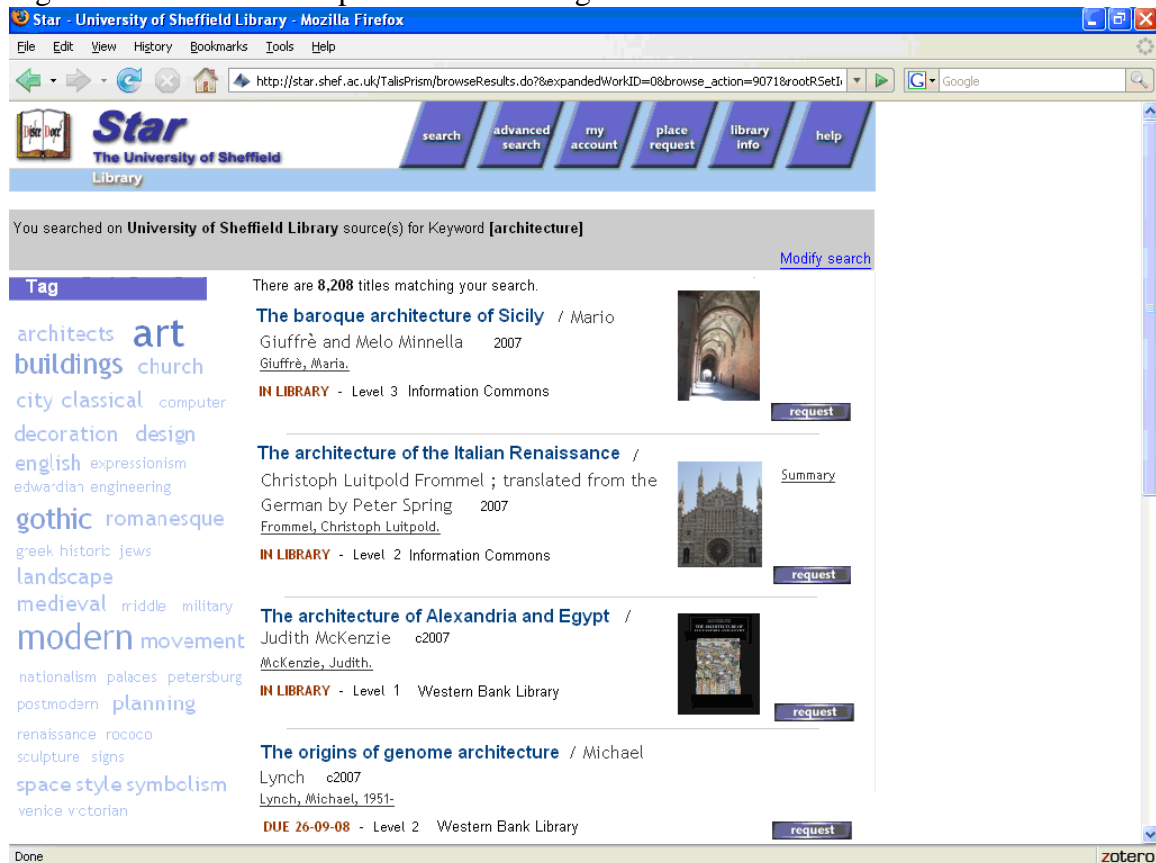 Star - University of Sheffield Library - Mozilla Firefox
File Edit View History Bookmarks Tools Help
http://star.shef.ac.uk/TalisPrism/browseResults.do?&expandedWorkID=0&browse_action=9071&rootRSetI
G Google
Star
The University of Sheffield
Library
search
advanced search
my account
place request
library info
help
You searched on University of Sheffield Library source(s) for Keyword [architecture]
Modify search
Tag
architects art
buildings church
city classical computer
decoration design
english expressionism
edwardian engineering
gothic romanesque
greek historic jews
landscape
medieval middle military
modern movement
nationalism palaces petersburg
postmodern planning
renaissance rococo
sculpture signs
space style symbolism
venice victorian
There are 8,208 titles matching your search.
The baroque architecture of Sicily / Mario
Giuffrè and Melo Minnella 2007
Giuffrè, Maria.
IN LIBRARY - Level 3 Information Commons
request
The architecture of the Italian Renaissance /
Christoph Luitpold Frommel ; translated from the
German by Peter Spring 2007
Frommel, Christoph Luitpold.
IN LIBRARY - Level 2 Information Commons
Summary
request
The architecture of Alexandria and Egypt /
Judith McKenzie c2007
McKenzie, Judith.
IN LIBRARY - Level 1 Western Bank Library
request
The origins of genome architecture / Michael
Lynch c2007
Lynch, Michael, 1951-
DUE 26-09-08 - Level 2 Western Bank Library
request
Done
zotero